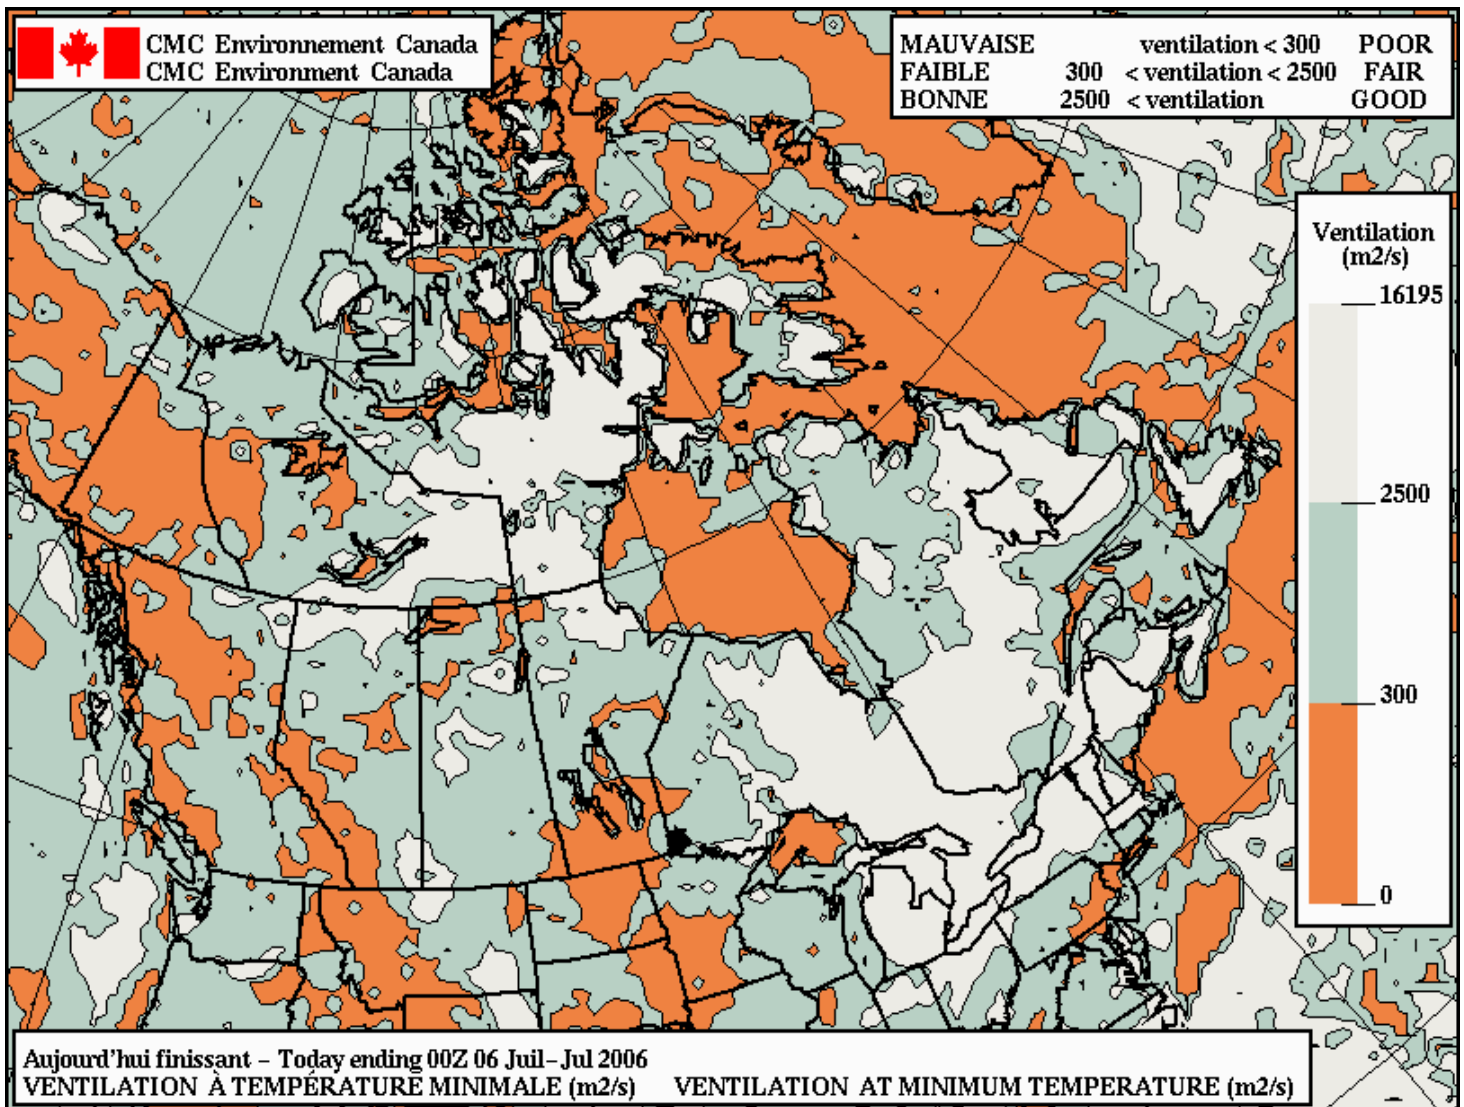 CMC Environnement Canada
CMC Environment Canada
MAUVAISE ventilation < 300 POOR
FAIBLE 300 < ventilation < 2500 FAIR
BONNE 2500 < ventilation GOOD
Ventilation
(m2/s)
16195
2500
300
0
Aujourd'hui finissant - Today ending 00Z 06 Juil-Jul 2006
VENTILATION À TEMPÉRATURE MINIMALE (m2/s) VENTILATION AT MINIMUM TEMPERATURE (m2/s)